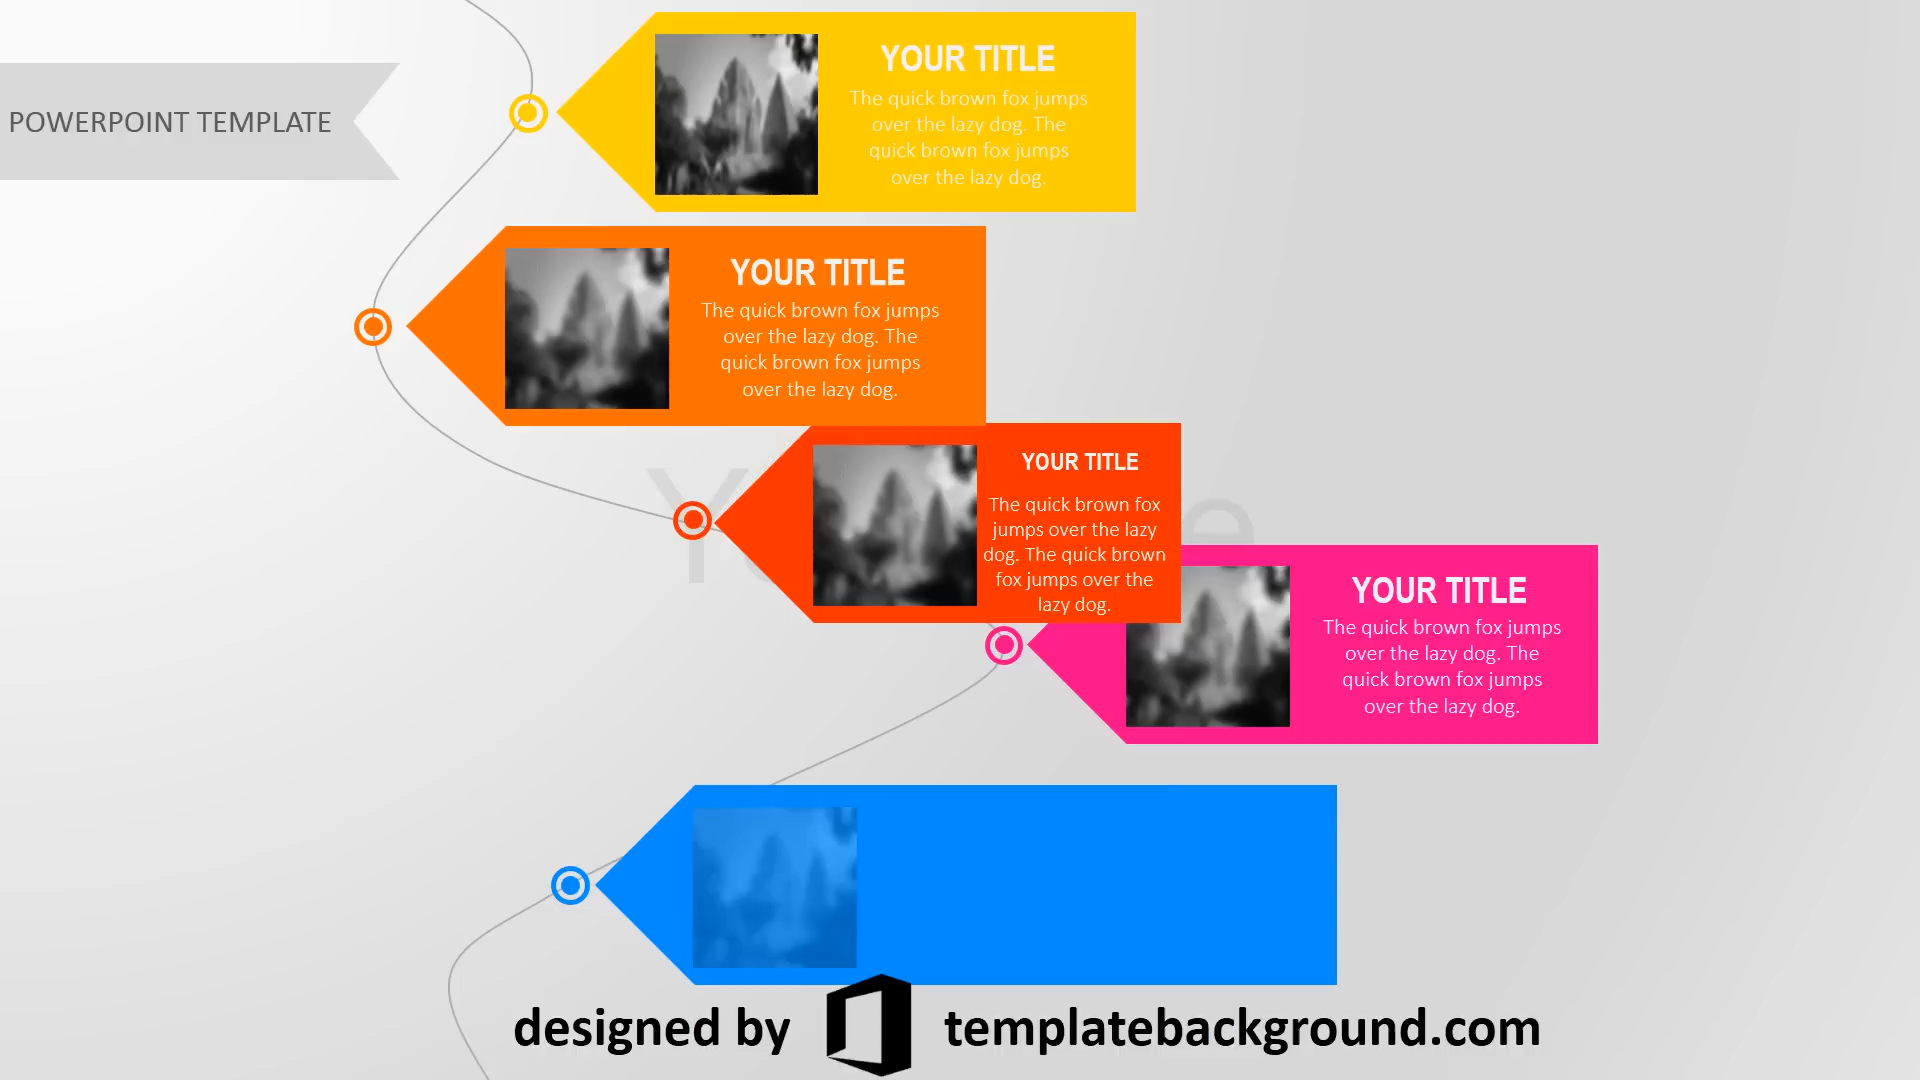 POWERPOINT TEMPLATE
YOUR TITLE
The quick brown fox jumps
over the lazy dog. The
quick brown fox jumps
over the lazy dog.
YOUR TITLE
The quick brown fox jumps
over the lazy dog. The
quick brown fox jumps
over the lazy dog.
YOUR TITLE
The quick brown fox
jumps over the lazy
dog. The quick brown
fox jumps over the
lazy dog.
YOUR TITLE
The quick brown fox jumps
over the lazy dog. The
quick brown fox jumps
over the lazy dog.
designed by templatebackground.com